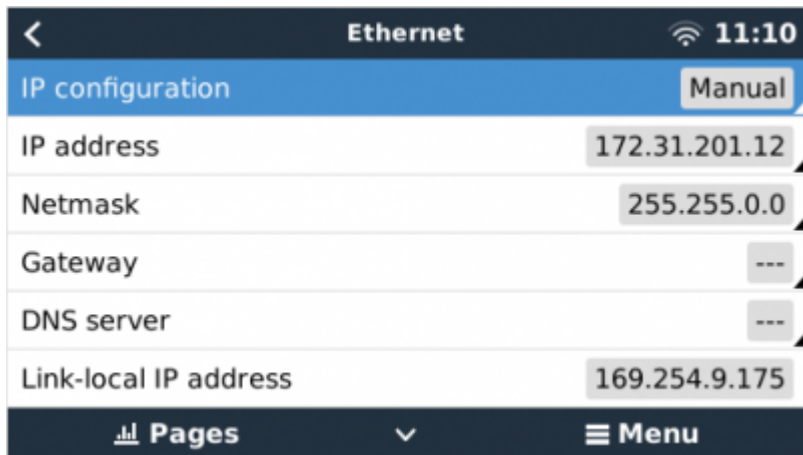 Ethernet 11:10
IP configuration Manual
IP address 172.31.201.12
Netmask 255.255.0.0
Gateway ---
DNS server ---
Link-local IP address 169.254.9.175
Pages Menu